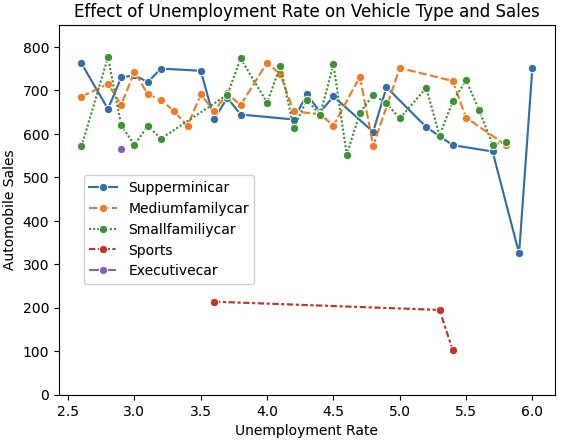 Effect of Unemployment Rate on Vehicle Type and Sales
Automobile Sales
800
700
600
500
400
300
200
100
0
Supperminicar
Mediumfamilycar
Smallfamiliycar
Sports
Executivecar
2.5 3.0 3.5 4.0 4.5 5.0 5.5 6.0
Unemployment Rate